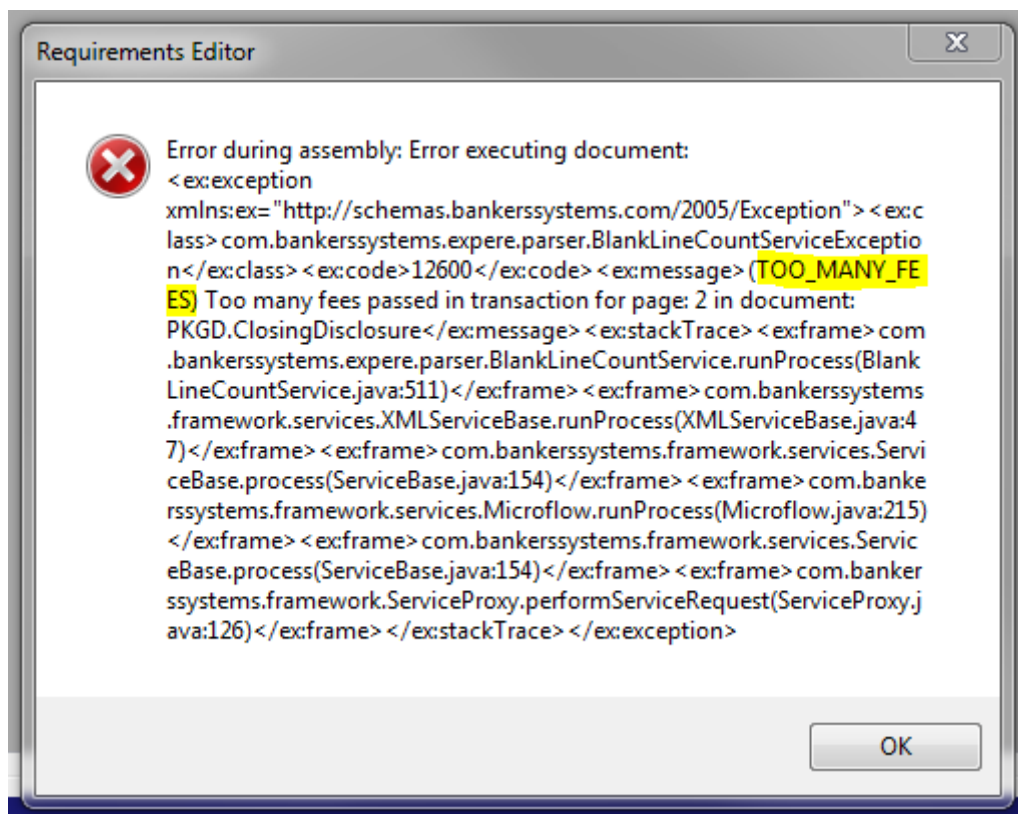 Requirements Editor
Error during assembly: Error executing document:
<ex:exception
xmlns:ex="http://schemas.bankerssystems.com/2005/Exception"><ex:c
lass>com.bankerssystems.expere.parser.BlankLineCountServiceExceptio
n</ex:class><ex:code>12600</ex:code><ex:message>(TOO_MANY_FE
ES) Too many fees passed in transaction for page: 2 in document:
PKGD.ClosingDisclosure</ex:message><ex:stackTrace><ex:frame>com
.bankerssystems.expere.parser.BlankLineCountService.runProcess(Blank
LineCountService.java:511)</ex:frame><ex:frame>com.bankerssystems
.framework.services.XMLServiceBase.runProcess(XMLServiceBase.java:4
7)</ex:frame><ex:frame>com.bankerssystems.framework.services.Servi
ceBase.process(ServiceBase.java:154)</ex:frame><ex:frame>com.banke
rssystems.framework.services.Microflow.runProcess(Microflow.java:215)
</ex:frame><ex:frame>com.bankerssystems.framework.services.Servic
eBase.process(ServiceBase.java:154)</ex:frame><ex:frame>com.banker
ssystems.framework.ServiceProxy.performServiceRequest(ServiceProxy.j
ava:126)</ex:frame></ex:stackTrace></ex:exception>
OK